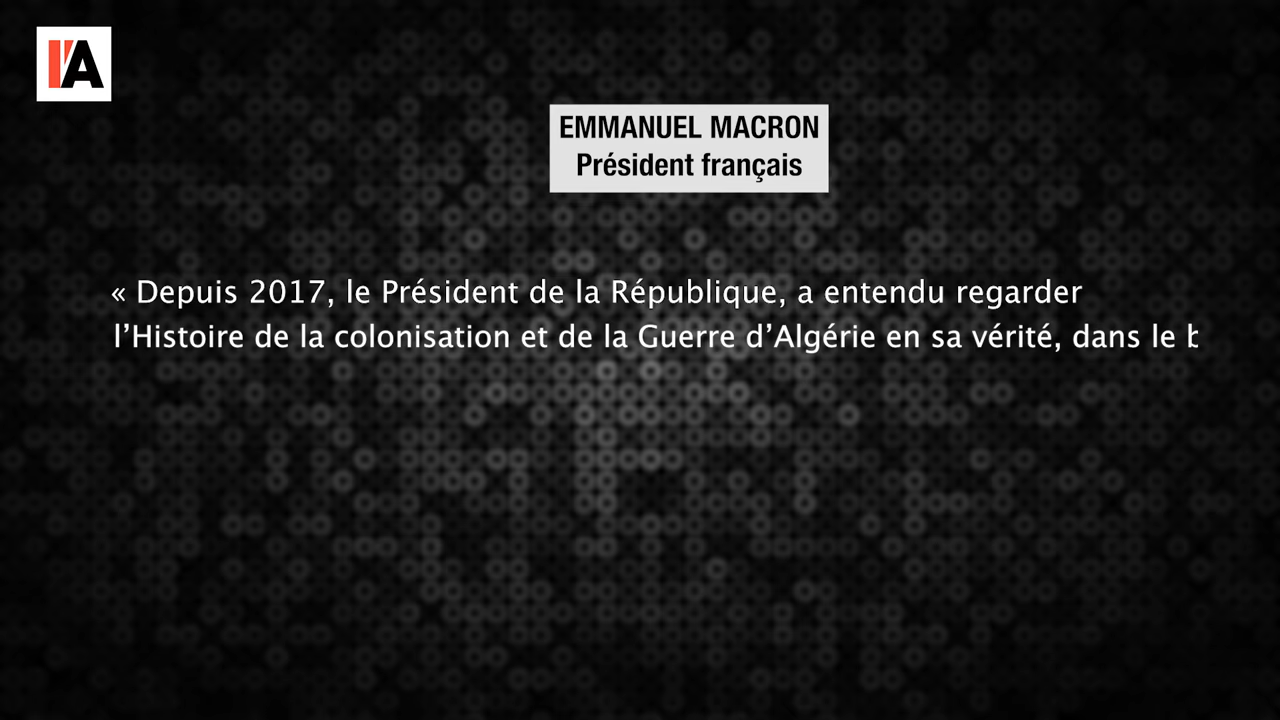 l'A
EMMANUEL MACRON
Président français
« Depuis 2017, le Président de la République, a entendu regarder
l’Histoire de la colonisation et de la Guerre d’Algérie en sa vérité, dans le